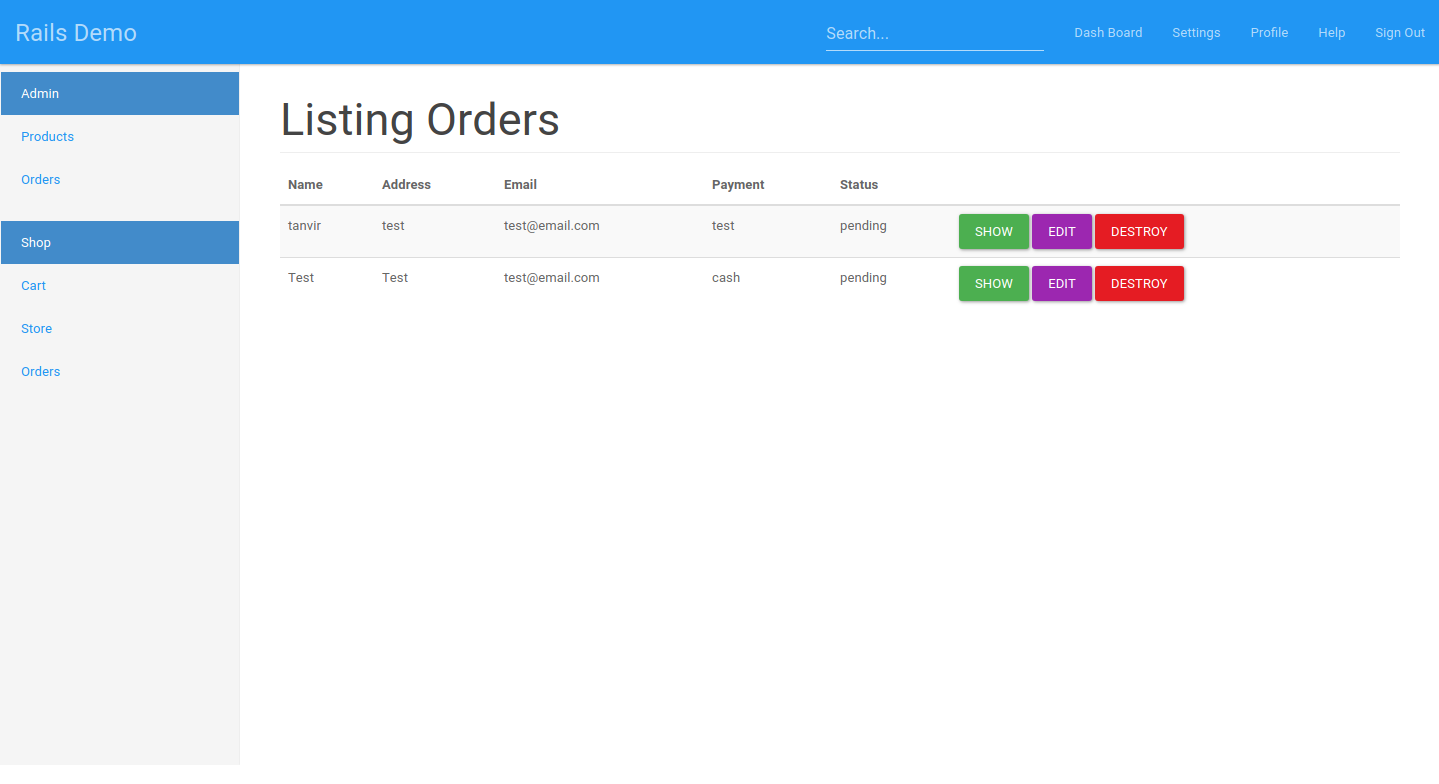 Rails Demo
Search...
Dash Board
Settings
Profile
Help
Sign Out
Admin
Products
Orders
Shop
Cart
Store
Orders
Listing Orders
Name Address Email Payment Status
tanvir test test@email.com test pending SHOW EDIT DESTROY
Test Test test@email.com cash pending SHOW EDIT DESTROY